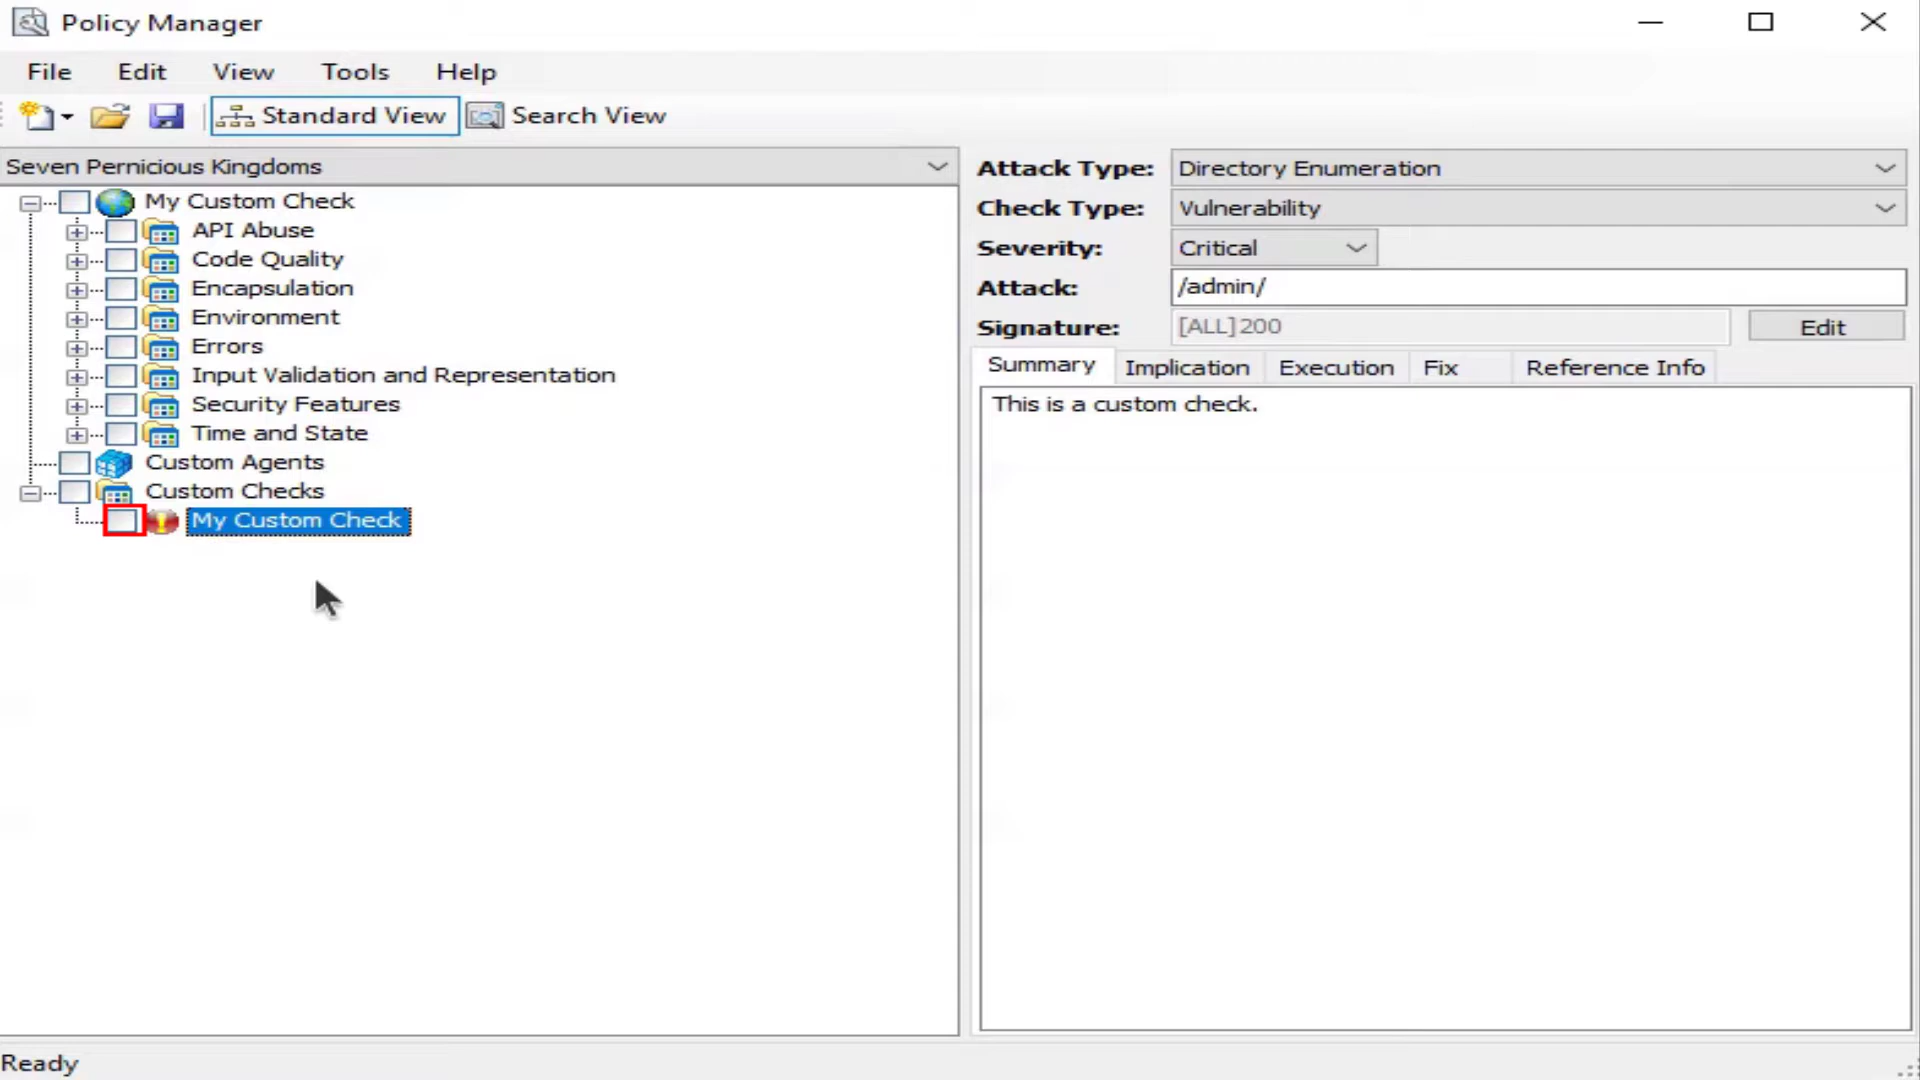 Policy Manager
File Edit View Tools Help
Standard View Search View
Seven Pernicious Kingdoms
My Custom Check
API Abuse
Code Quality
Encapsulation
Environment
Errors
Input Validation and Representation
Security Features
Time and State
Custom Agents
Custom Checks
My Custom Check
Attack Type: Directory Enumeration
Check Type: Vulnerability
Severity: Critical
Attack: /admin/
Signature: [ALL]200 Edit
Summary Implication Execution Fix Reference Info
This is a custom check.
Ready